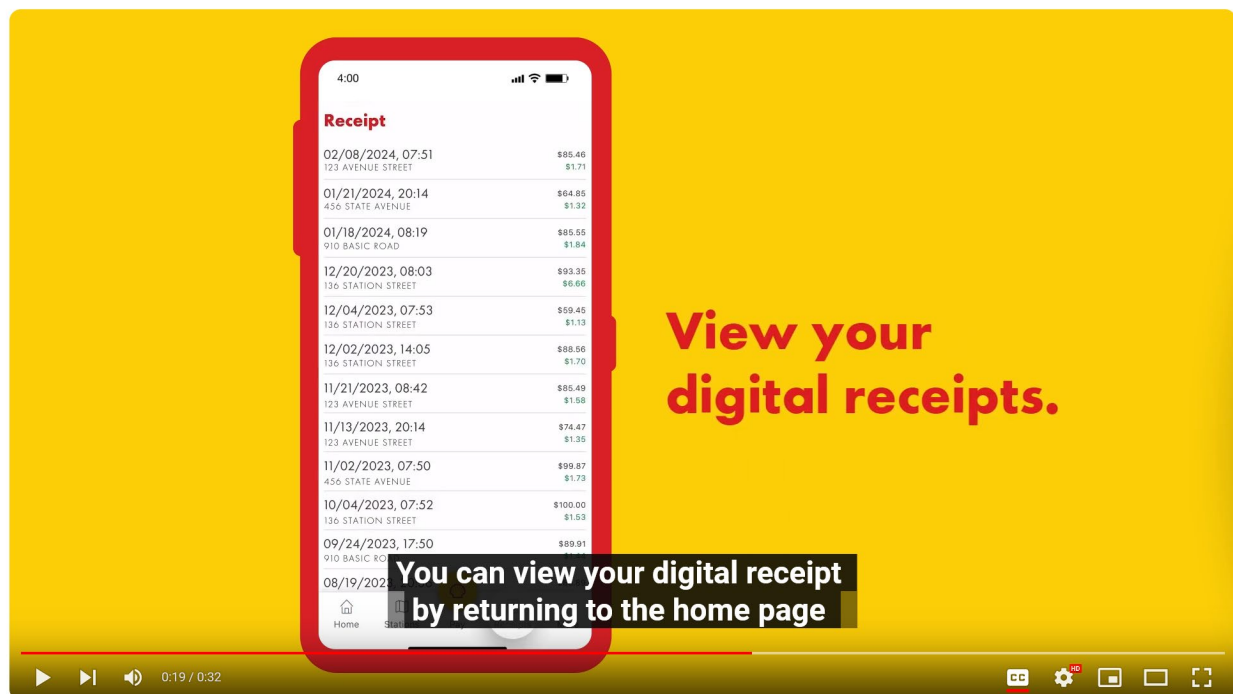 4:00
Receipt
02/08/2024, 07:51 $85.46
123 AVENUE STREET $1.71
01/21/2024, 20:14 $64.85
456 STATE AVENUE $1.32
01/18/2024, 08:19 $85.55
910 BASIC ROAD $1.84
12/20/2023, 08:03 $93.35
136 STATION STREET $6.66
12/04/2023, 07:53 $59.45
136 STATION STREET $1.13
12/02/2023, 14:05 $88.56
136 STATION STREET $1.70
11/21/2023, 08:42 $85.49
123 AVENUE STREET $1.58
11/13/2023, 20:14 $74.47
123 AVENUE STREET $1.35
11/02/2023, 07:50 $99.87
456 STATE AVENUE $1.73
10/04/2023, 07:52 $100.00
136 STATION STREET $1.53
09/24/2023, 17:50 $89.91
910 BASIC
08/19/2023
Home
View your
digital receipts.
You can view your digital receipt
by returning to the home page
0:19 / 0:32
CC
HD